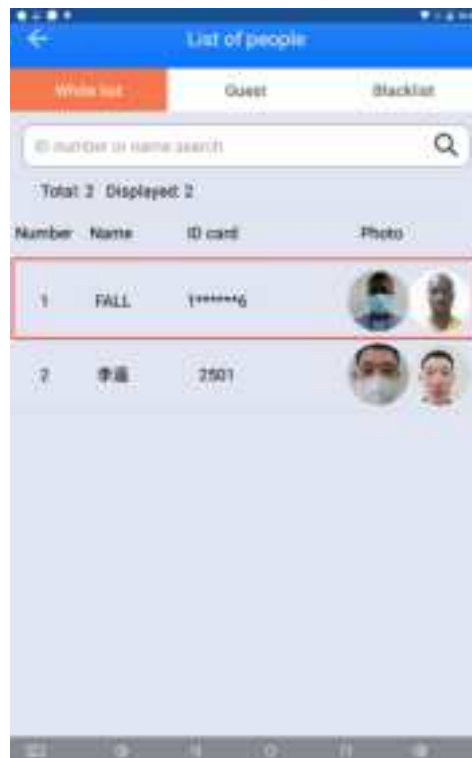 List of people
White list Guest Blacklist
ID number or name search
Total: 2 Displayed: 2
Number Name ID card Photo
1 FALL 1******6
2 李 2501